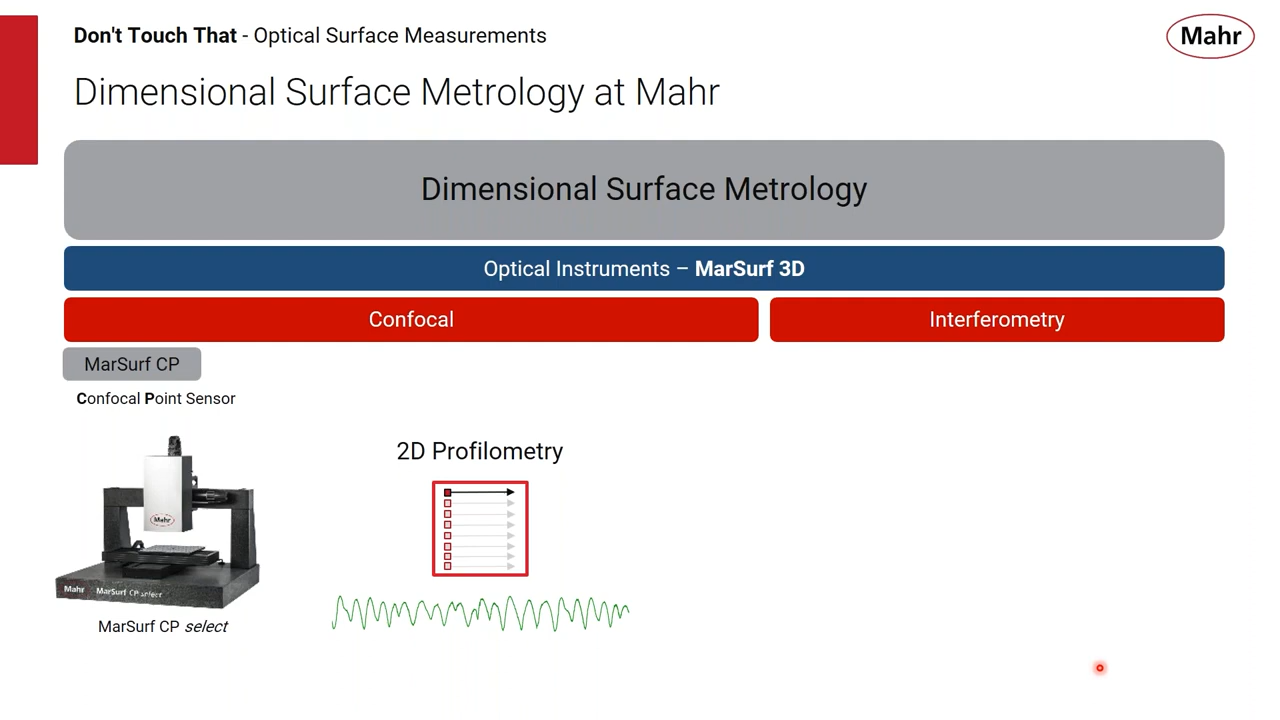 Don't Touch That - Optical Surface Measurements
Mahr
Dimensional Surface Metrology at Mahr
Dimensional Surface Metrology
Optical Instruments – MarSurf 3D
Confocal
Interferometry
MarSurf CP
Confocal Point Sensor
2D Profilometry
Mahr
Mahr MarSurf CP select
MarSurf CP select